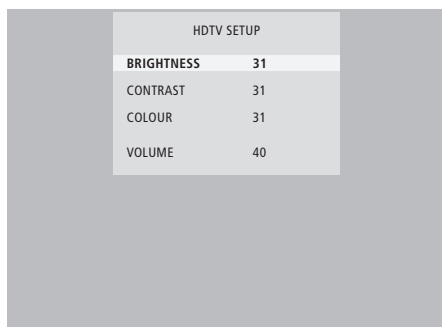 HDTV SETUP
BRIGHTNESS 31
CONTRAST 31
COLOUR 31
VOLUME 40